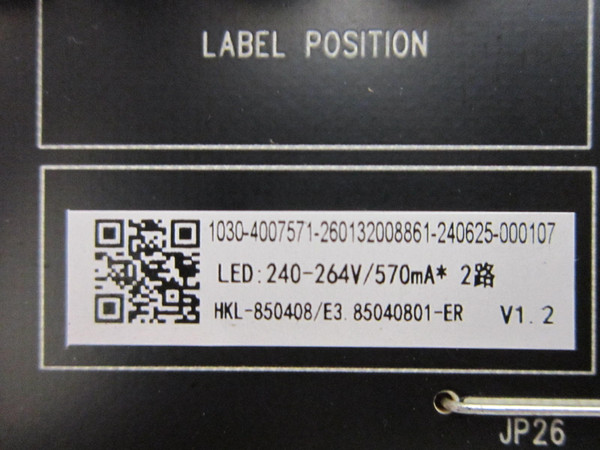 LABEL POSITION
1030-4007571-260132008861-240625-000107
LED:240-264V/570mA* 2路
HKL-850408/E3.85040801-ER V1.2
JP26